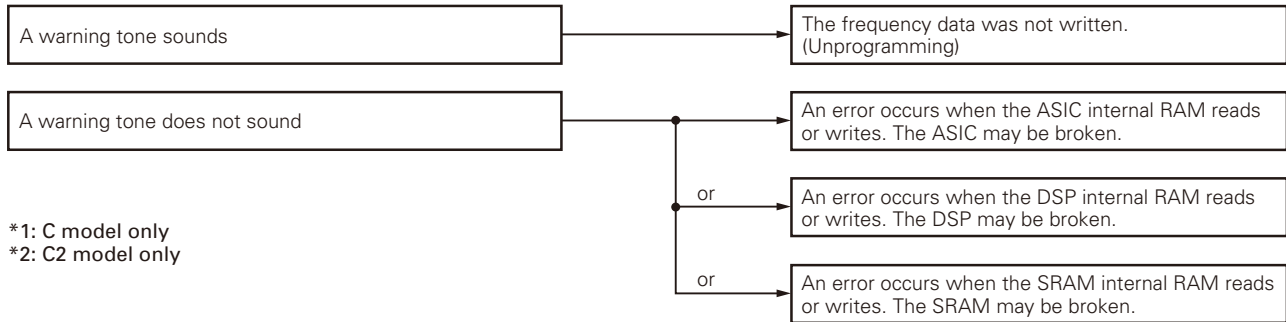 A warning tone sounds
The frequency data was not written.
(Unprogramming)
A warning tone does not sound
An error occurs when the ASIC internal RAM reads
or writes. The ASIC may be broken.
or
An error occurs when the DSP internal RAM reads
or writes. The DSP may be broken.
*1: C model only
*2: C2 model only
or
An error occurs when the SRAM internal RAM reads
or writes. The SRAM may be broken.